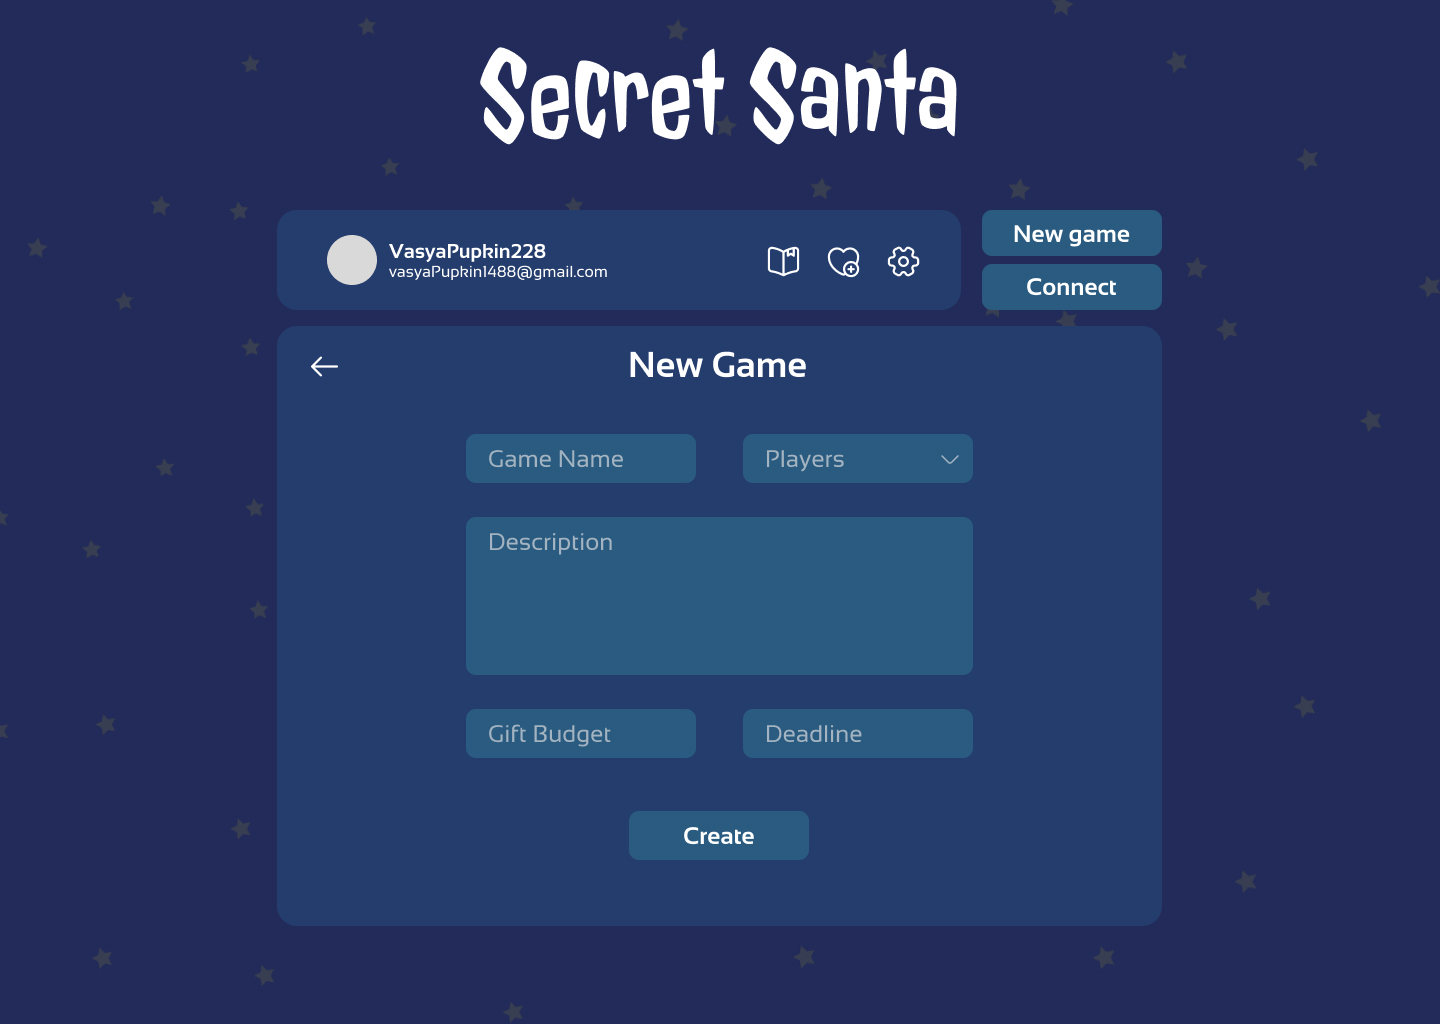 Secret Santa
VasyaPupkin228
vasyaPupkin1488@gmail.com
New game
Connect
New Game
Game Name
Players
Description
Gift Budget
Deadline
Create